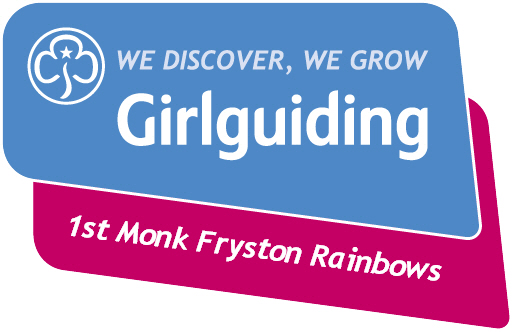 WE DISCOVER, WE GROW
Girlguiding
1st Monk Fryston Rainbows